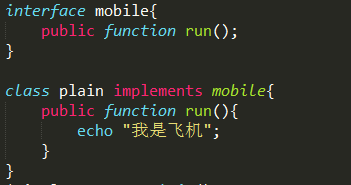 interface mobile{
    public function run();
}
class plain implements mobile{
    public function run(){
        echo "我是飞机";
    }
}